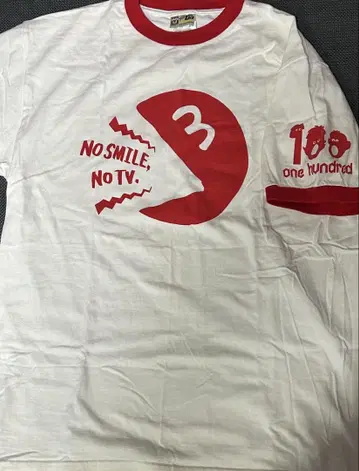 NO SMILE,
NO TV.
3
100
one hundred